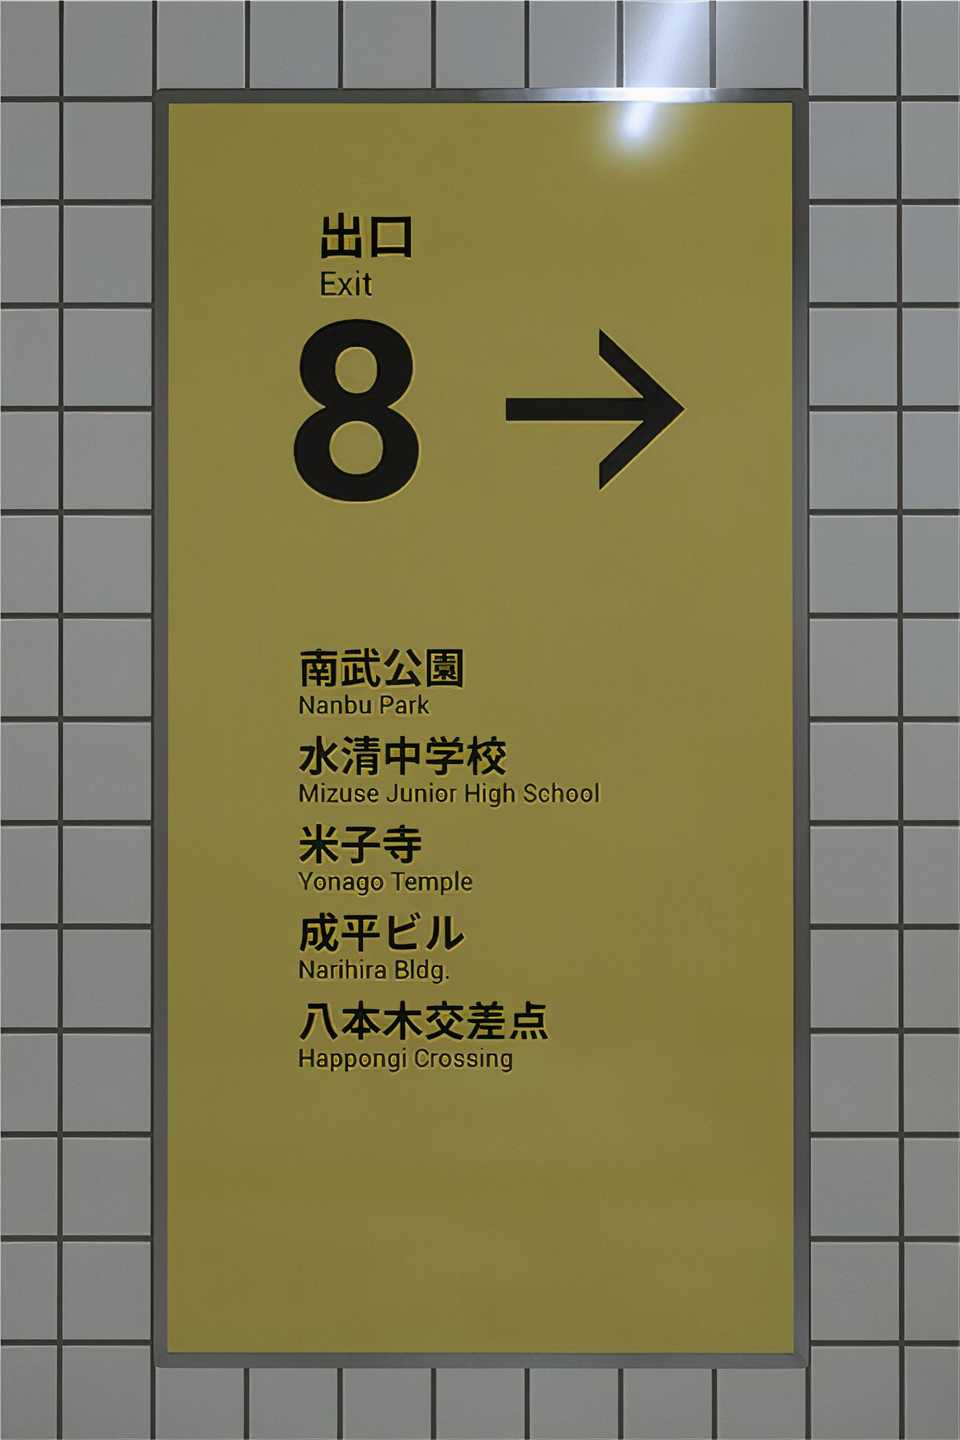 出口
Exit
8 →
南武公園
Nanbu Park
水清中学校
Mizuse Junior High School
米子寺
Yonago Temple
成平ビル
Narihira Bldg.
八本木交差点
Happongi Crossing